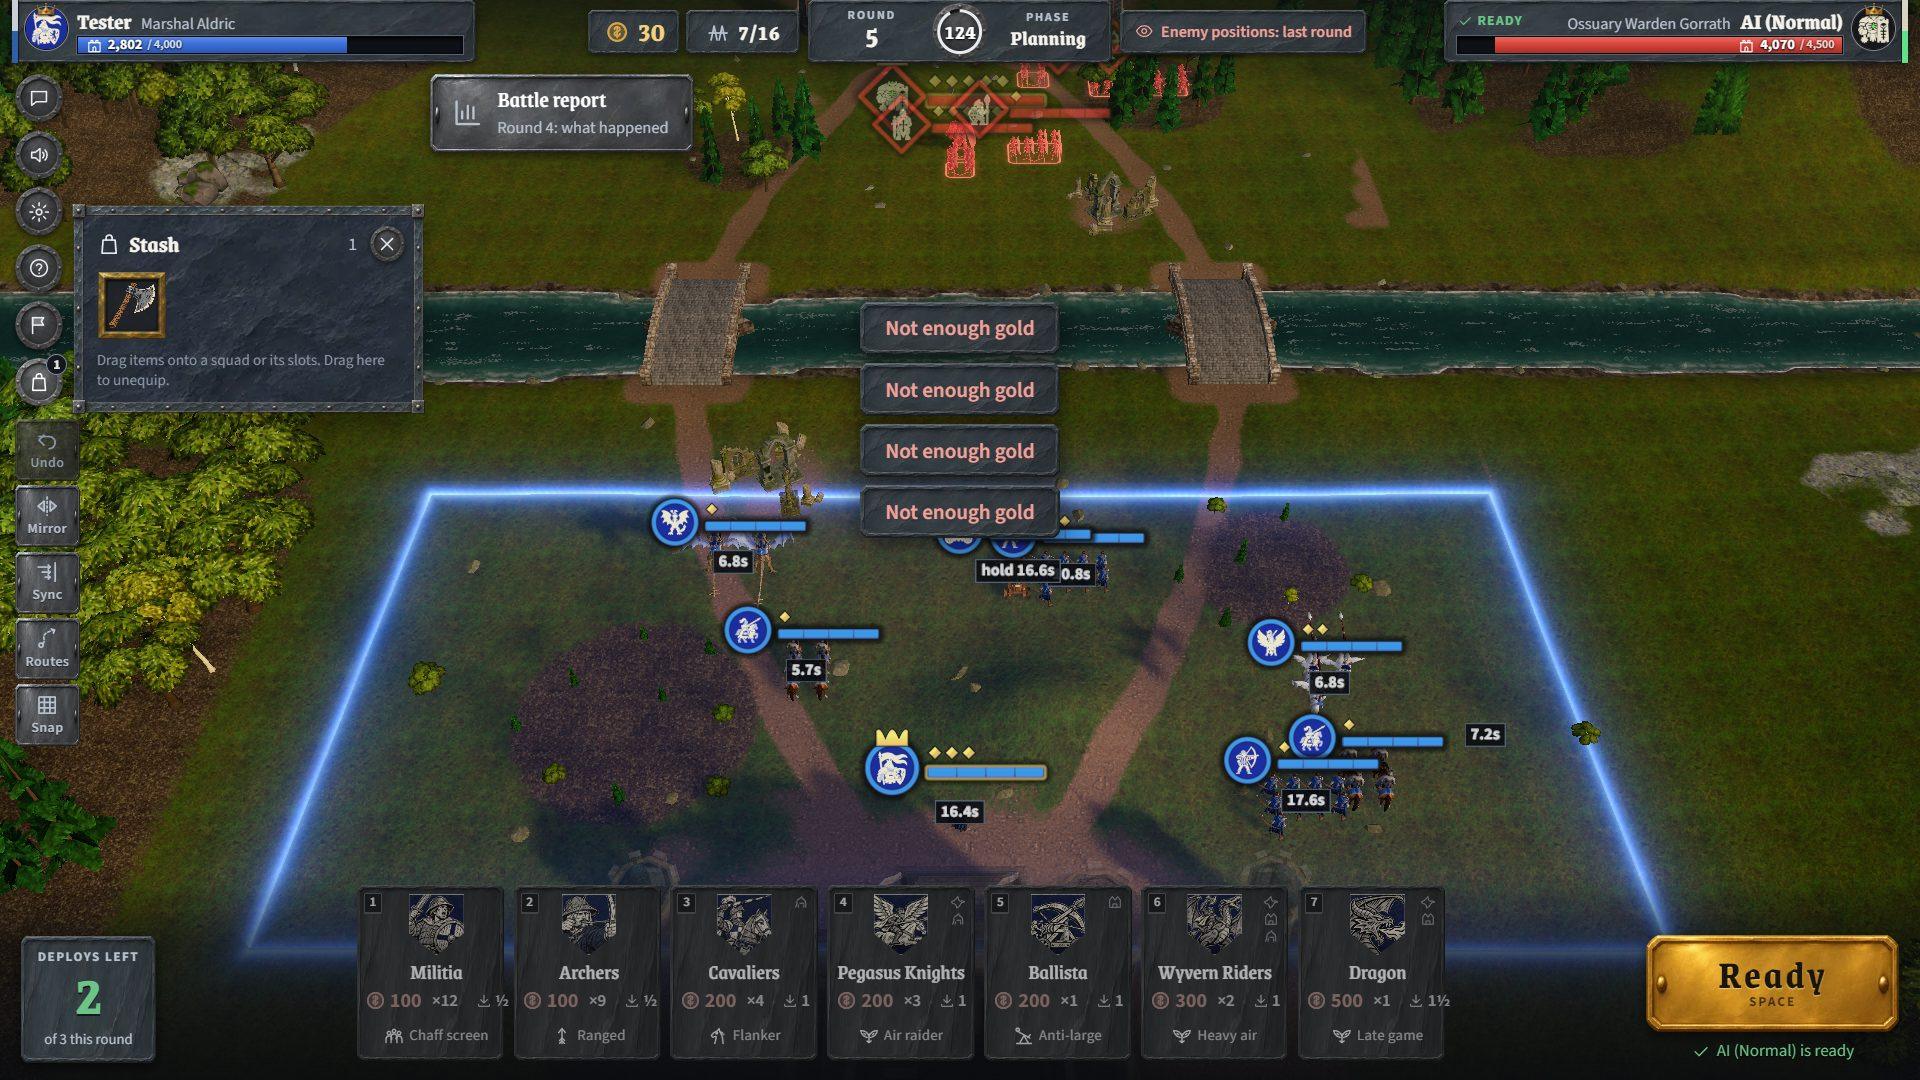 Tester Marshal Aldric
2,802 / 4,000
30
7/16
ROUND
5
124
PHASE
Planning
Enemy positions: last round
READY
Ossuary Warden Gorrath AI (Normal)
4,070 / 4,500
Battle report
Round 4: what happened
Stash
1
Drag items onto a squad or its slots. Drag here
to unequip.
1
Undo
Mirror
Sync
Routes
Snap
Not enough gold
Not enough gold
Not enough gold
Not enough gold
6.8s
hold 16.6s
0.8s
5.7s
6.8s
7.2s
17.6s
16.4s
DEPLOYS LEFT
2
of 3 this round
1
Militia
100 ×12 ½
Chaff screen
2
Archers
100 ×9 ½
Ranged
3
Cavaliers
200 ×4 1
Flanker
4
Pegasus Knights
200 ×3 1
Air raider
5
Ballista
200 ×1 1
Anti-large
6
Wyvern Riders
300 ×2 1
Heavy air
7
Dragon
500 ×1 1½
Late game
Ready
SPACE
AI (Normal) is ready